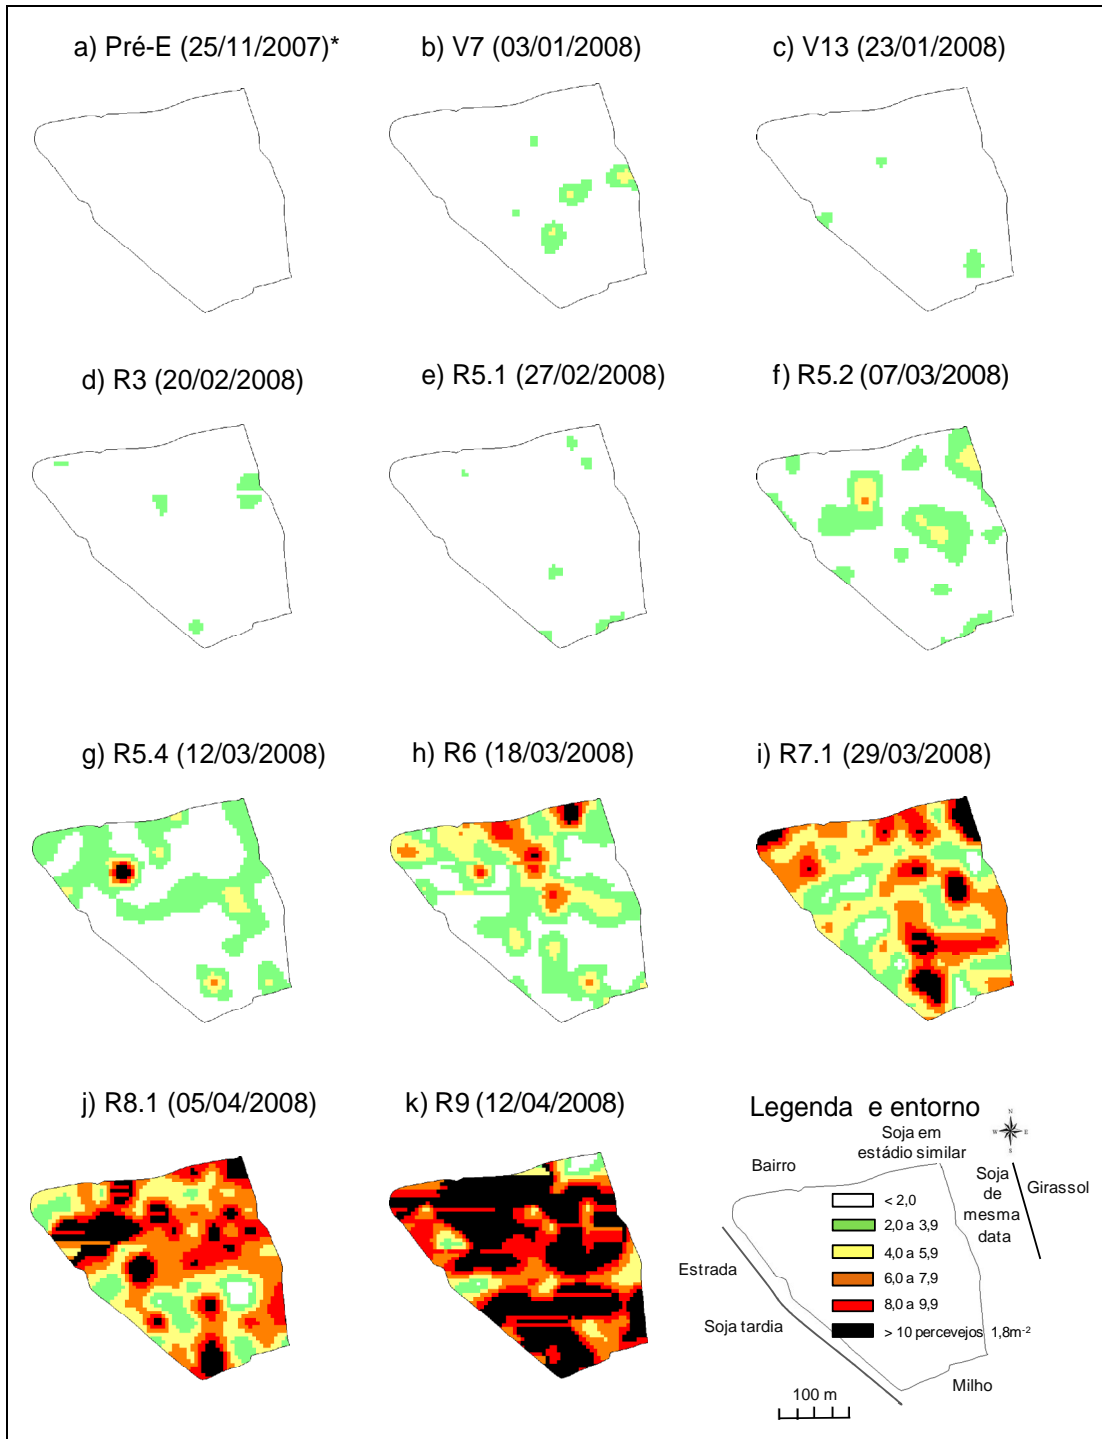 a) Pré-E (25/11/2007)*
b) V7 (03/01/2008)
c) V13 (23/01/2008)
d) R3 (20/02/2008)
e) R5.1 (27/02/2008)
f) R5.2 (07/03/2008)
g) R5.4 (12/03/2008)
h) R6 (18/03/2008)
i) R7.1 (29/03/2008)
j) R8.1 (05/04/2008)
k) R9 (12/04/2008)
Legenda e entorno
Soja em
estádio similar
N
W E
S
Bairro
Soja
de
mesma
data
Girassol
< 2,0
2,0 a 3,9
4,0 a 5,9
6,0 a 7,9
8,0 a 9,9
> 10 percevejos 1,8m⁻²
Estrada
Soja tardia
Milho
100 m